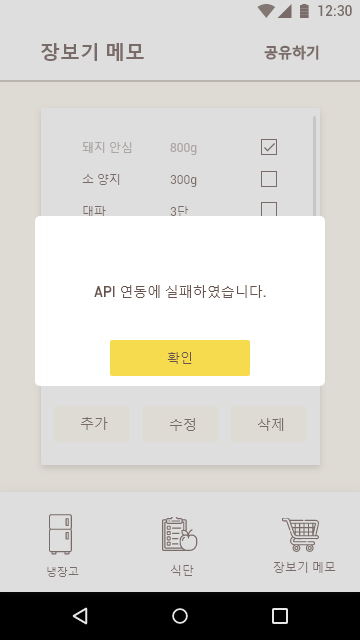 12:30
장보기 메모 공유하기
돼지 안심 800g
소 양지 300g
대파 3단
API 연동에 실패하였습니다.
확인
추가 수정 삭제
냉장고 식단 장보기 메모